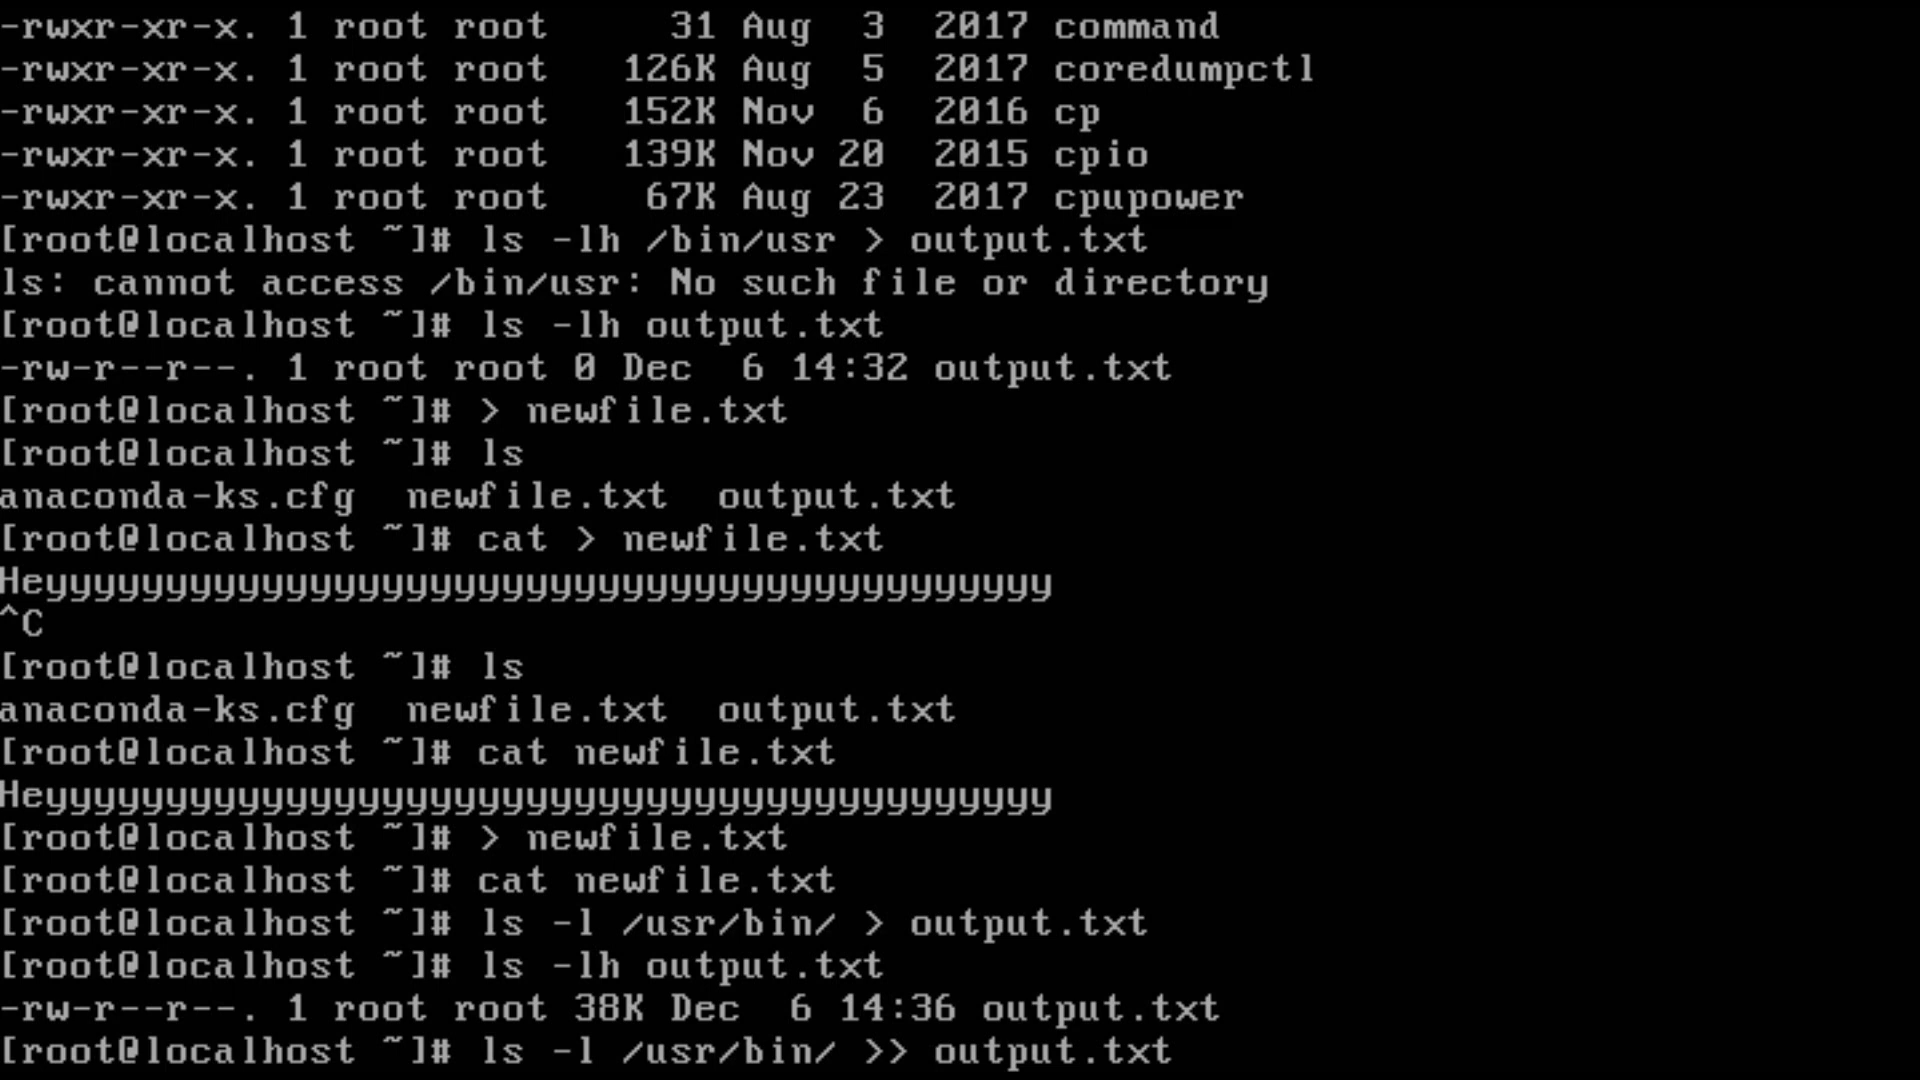 -rwxr-xr-x. 1 root root     31 Aug  3  2017 command
-rwxr-xr-x. 1 root root   126K Aug  5  2017 coredumpctl
-rwxr-xr-x. 1 root root   152K Nov  6  2016 cp
-rwxr-xr-x. 1 root root   139K Nov 20  2015 cpio
-rwxr-xr-x. 1 root root    67K Aug 23  2017 cpupower
[root@localhost ~]# ls -lh /bin/usr > output.txt
ls: cannot access /bin/usr: No such file or directory
[root@localhost ~]# ls -lh output.txt
-rw-r--r--. 1 root root 0 Dec  6 14:32 output.txt
[root@localhost ~]# > newfile.txt
[root@localhost ~]# ls
anaconda-ks.cfg  newfile.txt  output.txt
[root@localhost ~]# cat > newfile.txt
Heyyyyyyyyyyyyyyyyyyyyyyyyyyyyyyyyyyyyyyyyyy
^C
[root@localhost ~]# ls
anaconda-ks.cfg  newfile.txt  output.txt
[root@localhost ~]# cat newfile.txt
Heyyyyyyyyyyyyyyyyyyyyyyyyyyyyyyyyyyyyyyyyyy
[root@localhost ~]# > newfile.txt
[root@localhost ~]# cat newfile.txt
[root@localhost ~]# ls -l /usr/bin/ > output.txt
[root@localhost ~]# ls -lh output.txt
-rw-r--r--. 1 root root 38K Dec  6 14:36 output.txt
[root@localhost ~]# ls -l /usr/bin/ >> output.txt